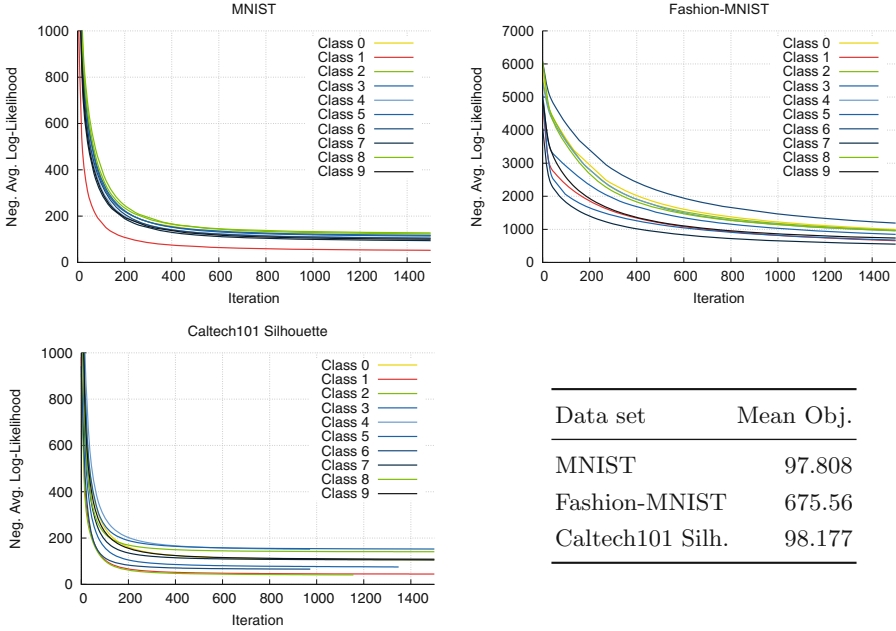 MNIST
Neg. Avg. Log-Likelihood
1000
800
600
400
200
0
0 200 400 600 800 1000 1200 1400
Iteration
Class 0
Class 1
Class 2
Class 3
Class 4
Class 5
Class 6
Class 7
Class 8
Class 9
Fashion-MNIST
Neg. Avg. Log-Likelihood
7000
6000
5000
4000
3000
2000
1000
0
0 200 400 600 800 1000 1200 1400
Iteration
Class 0
Class 1
Class 2
Class 3
Class 4
Class 5
Class 6
Class 7
Class 8
Class 9
Caltech101 Silhouette
Neg. Avg. Log-Likelihood
1000
800
600
400
200
0
0 200 400 600 800 1000 1200 1400
Iteration
Class 0
Class 1
Class 2
Class 3
Class 4
Class 5
Class 6
Class 7
Class 8
Class 9
Data set Mean Obj.
MNIST 97.808
Fashion-MNIST 675.56
Caltech101 Silh. 98.177